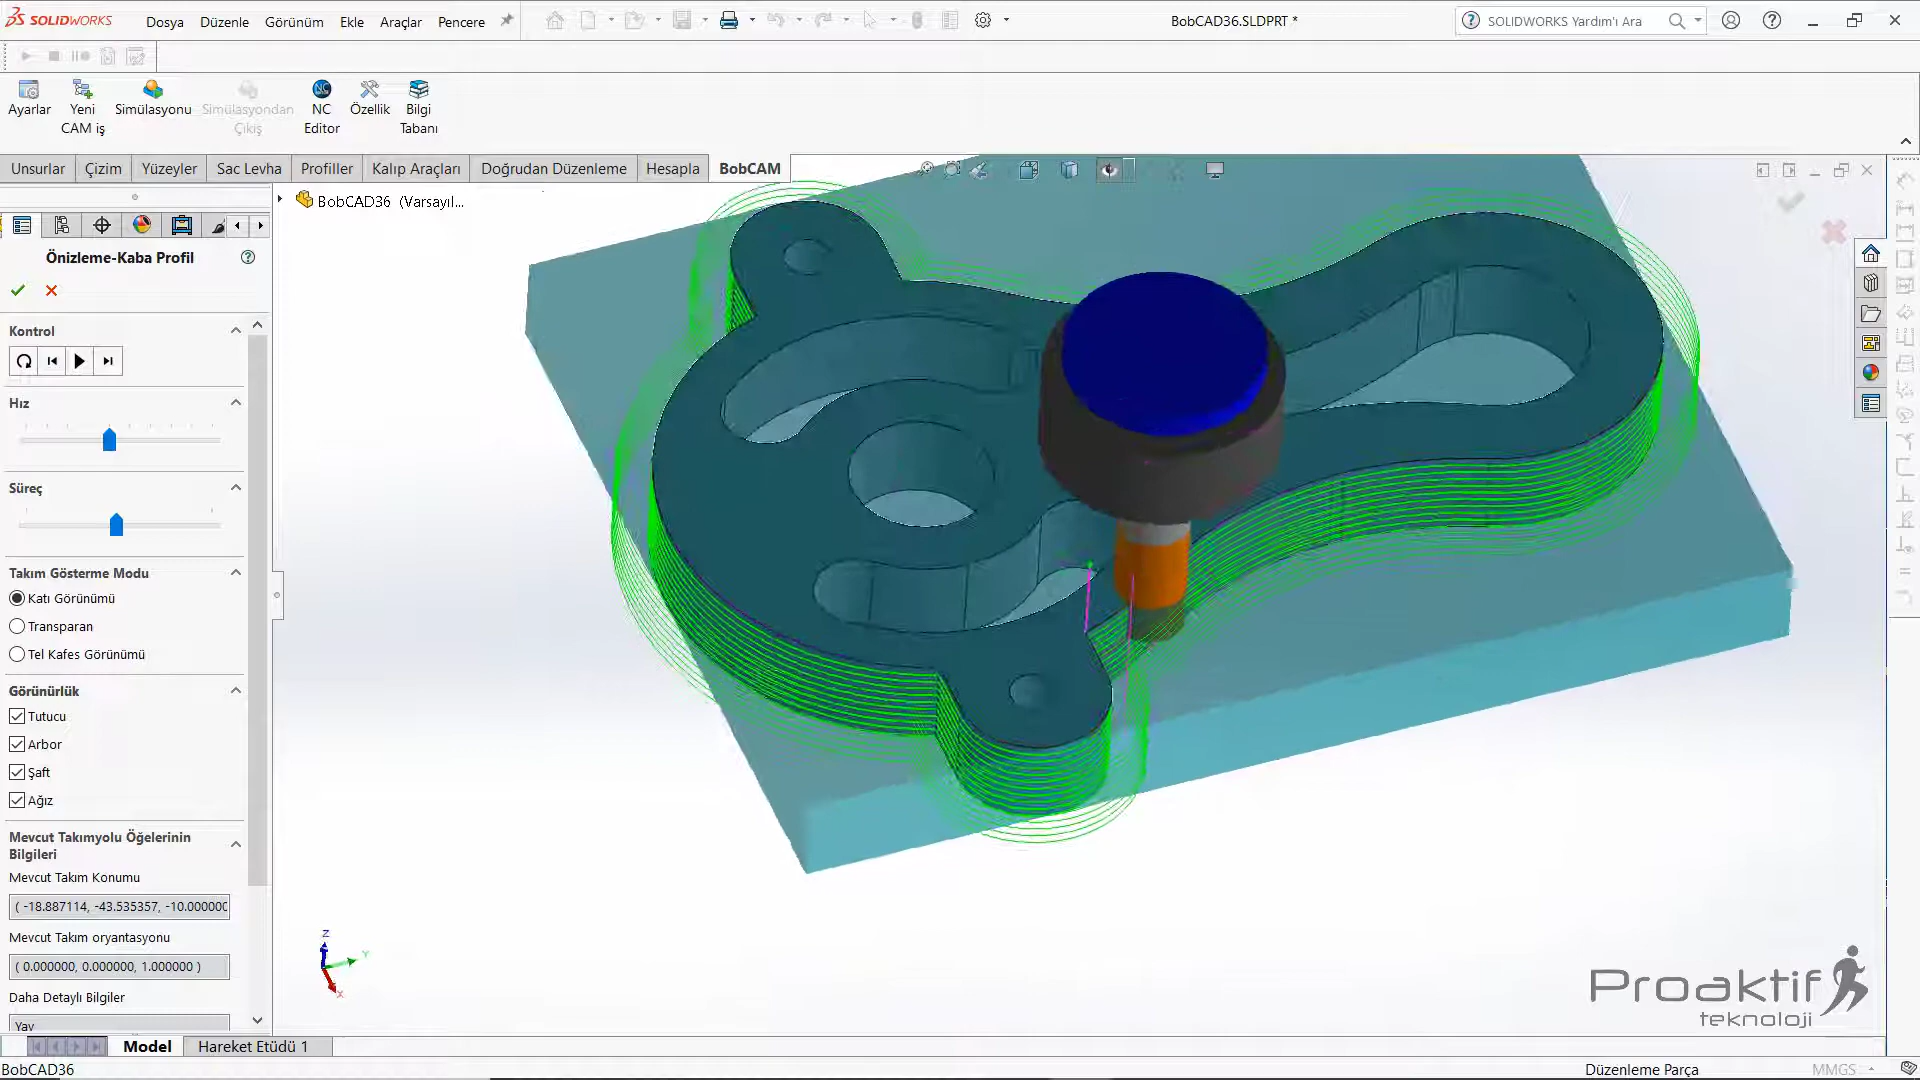 SOLIDWORKS
Dosya Düzenle Görünüm Ekle Araçlar Pencere
BobCAD36.SLDPRT *
SOLIDWORKS Yardım'ı Ara
Ayarlar
Yeni
CAM iş
Simülasyonu
Simülasyondan
Çıkış
NC
Editor
Özellik
Bilgi
Tabanı
Unsurlar Çizim Yüzeyler Sac Levha Profiller Kalıp Araçları Doğrudan Düzenleme Hesapla BobCAM
BobCAD36 (Varsayıl...
Önizleme-Kaba Profil
Kontrol
Hız
Süreç
Takım Gösterme Modu
Katı Görünümü
Transparan
Tel Kafes Görünümü
Görünürlük
Tutucu
Arbor
Şaft
Ağız
Mevcut Takımyolu Öğelerinin
Bilgileri
Mevcut Takım Konumu
( -18.887114, -43.535357, -10.000000
Mevcut Takım oryantasyonu
( 0.000000, 0.000000, 1.000000 )
Daha Detaylı Bilgiler
Yay
Z
Y
X
Proaktif
teknoloji
Model Hareket Etüdü 1
BobCAD36
Düzenleme Parça
MMGS